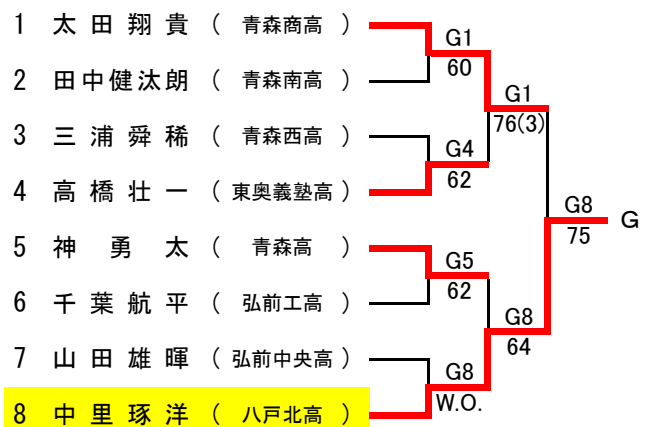 1 太田翔貴 ( 青森商高 )
G1
60
2 田中健汰朗 ( 青森南高 )
G1
76(3)
3 三浦舜稀 ( 青森西高 )
G4
62
4 高橋壮一 ( 東奥義塾高 )
G8
75
G
5 神勇太 ( 青森高 )
G5
62
6 千葉航平 ( 弘前工高 )
G8
64
7 山田雄暉 ( 弘前中央高 )
G8
W.O.
8 中里琢洋 ( 八戸北高 )